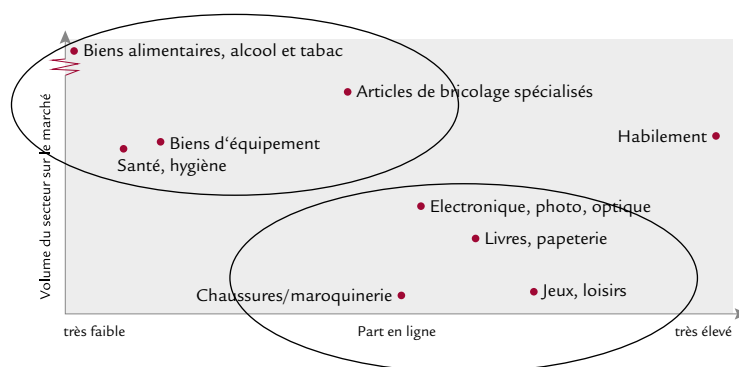 Volume du secteur sur le marché
Biens alimentaires, alcool et tabac
Articles de bricolage spécialisés
Habilement
Biens d‘équipement
Santé, hygiène
Electronique, photo, optique
Livres, papeterie
Chaussures/maroquinerie
Jeux, loisirs
très faible
Part en ligne
très élevé